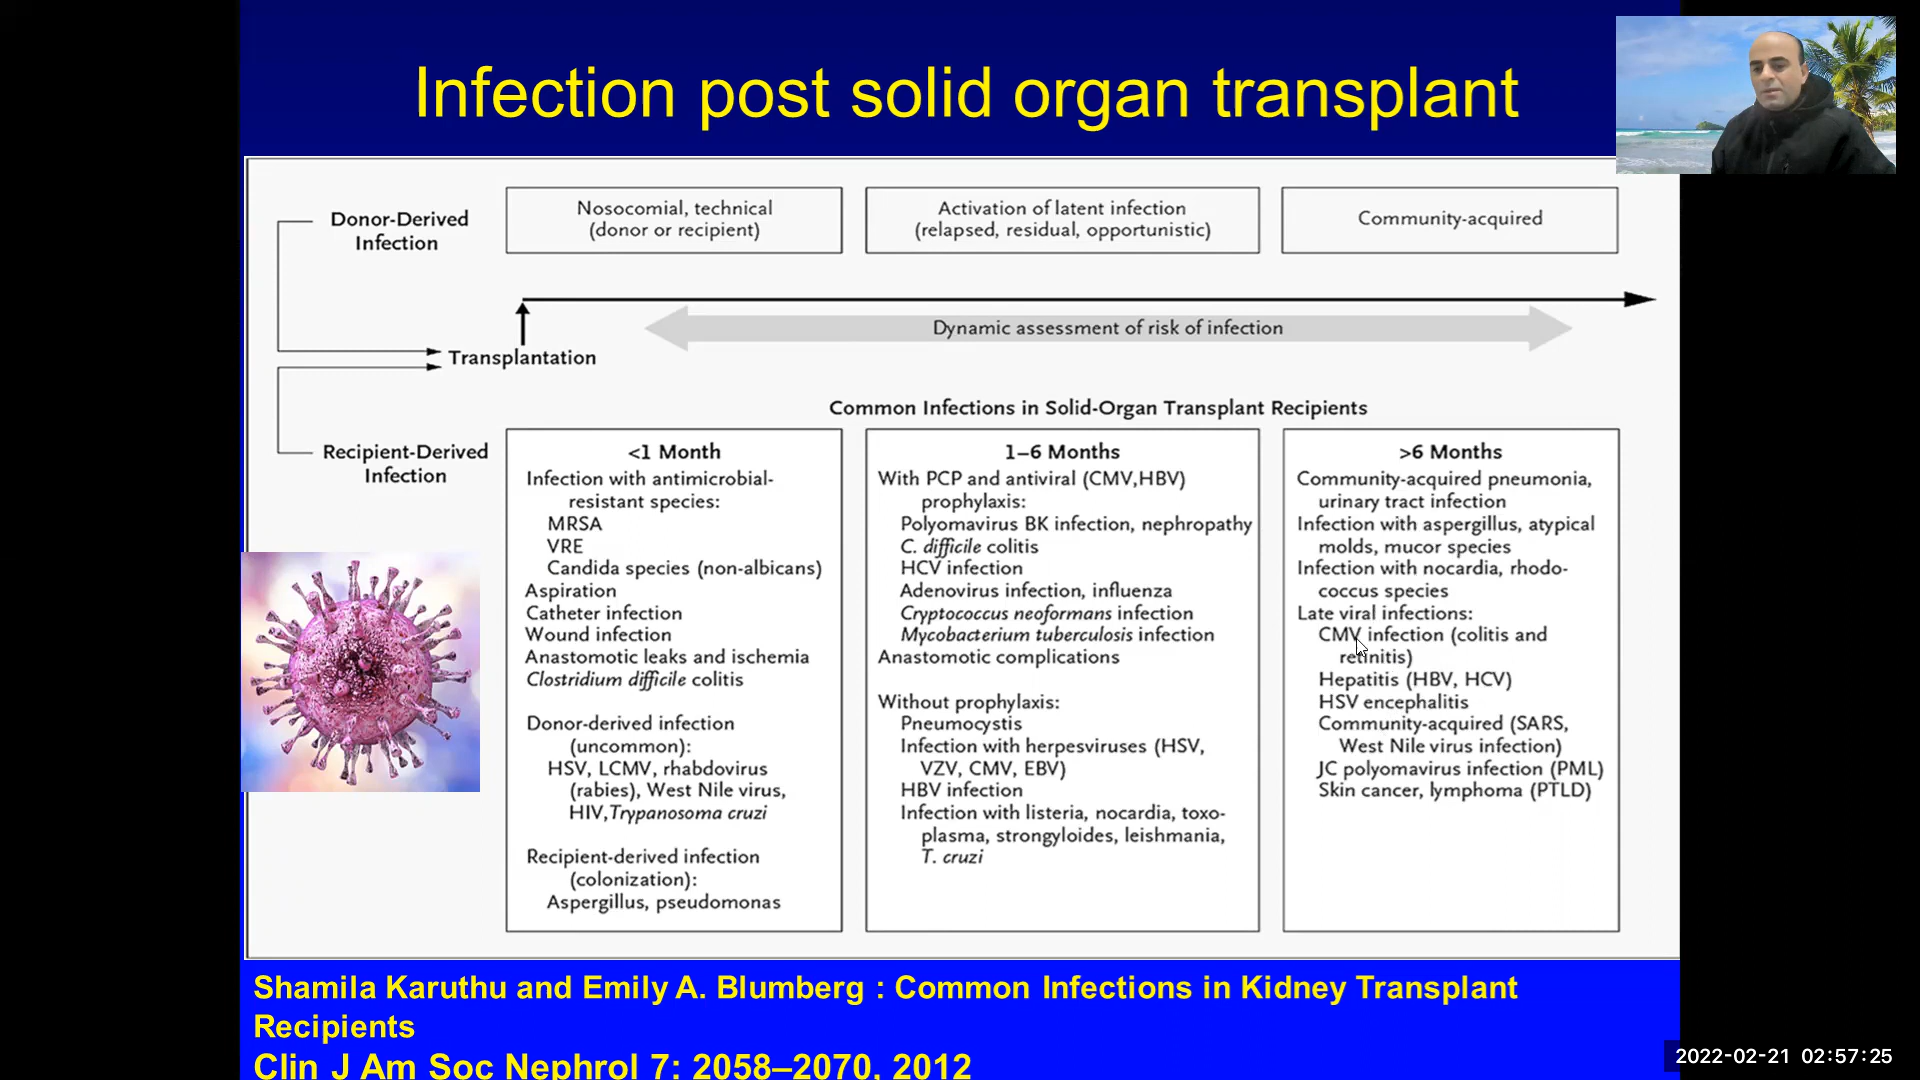 Infection post solid organ transplant
Donor-Derived
Infection
Nosocomial, technical
(donor or recipient)
Activation of latent infection
(relapsed, residual, opportunistic)
Community-acquired
Dynamic assessment of risk of infection
Transplantation
Common Infections in Solid-Organ Transplant Recipients
Recipient-Derived
Infection
<1 Month
Infection with antimicrobial-
resistant species:
MRSA
VRE
Candida species (non-albicans)
Aspiration
Catheter infection
Wound infection
Anastomotic leaks and ischemia
Clostridium difficile colitis
Donor-derived infection
(uncommon):
HSV, LCMV, rhabdovirus
(rabies), West Nile virus,
HIV, Trypanosoma cruzi
Recipient-derived infection
(colonization):
Aspergillus, pseudomonas
1–6 Months
With PCP and antiviral (CMV,HBV)
prophylaxis:
Polyomavirus BK infection, nephropathy
C. difficile colitis
HCV infection
Adenovirus infection, influenza
Cryptococcus neoformans infection
Mycobacterium tuberculosis infection
Anastomotic complications
Without prophylaxis:
Pneumocystis
Infection with herpesviruses (HSV,
VZV, CMV, EBV)
HBV infection
Infection with listeria, nocardia, toxo-
plasma, strongyloides, leishmania,
T. cruzi
>6 Months
Community-acquired pneumonia,
urinary tract infection
Infection with aspergillus, atypical
molds, mucor species
Infection with nocardia, rhodo-
coccus species
Late viral infections:
CMV infection (colitis and
retinitis)
Hepatitis (HBV, HCV)
HSV encephalitis
Community-acquired (SARS,
West Nile virus infection)
JC polyomavirus infection (PML)
Skin cancer, lymphoma (PTLD)
Shamila Karuthu and Emily A. Blumberg : Common Infections in Kidney Transplant
Recipients
Clin J Am Soc Nephrol 7: 2058–2070, 2012
2022-02-21 02:57:25